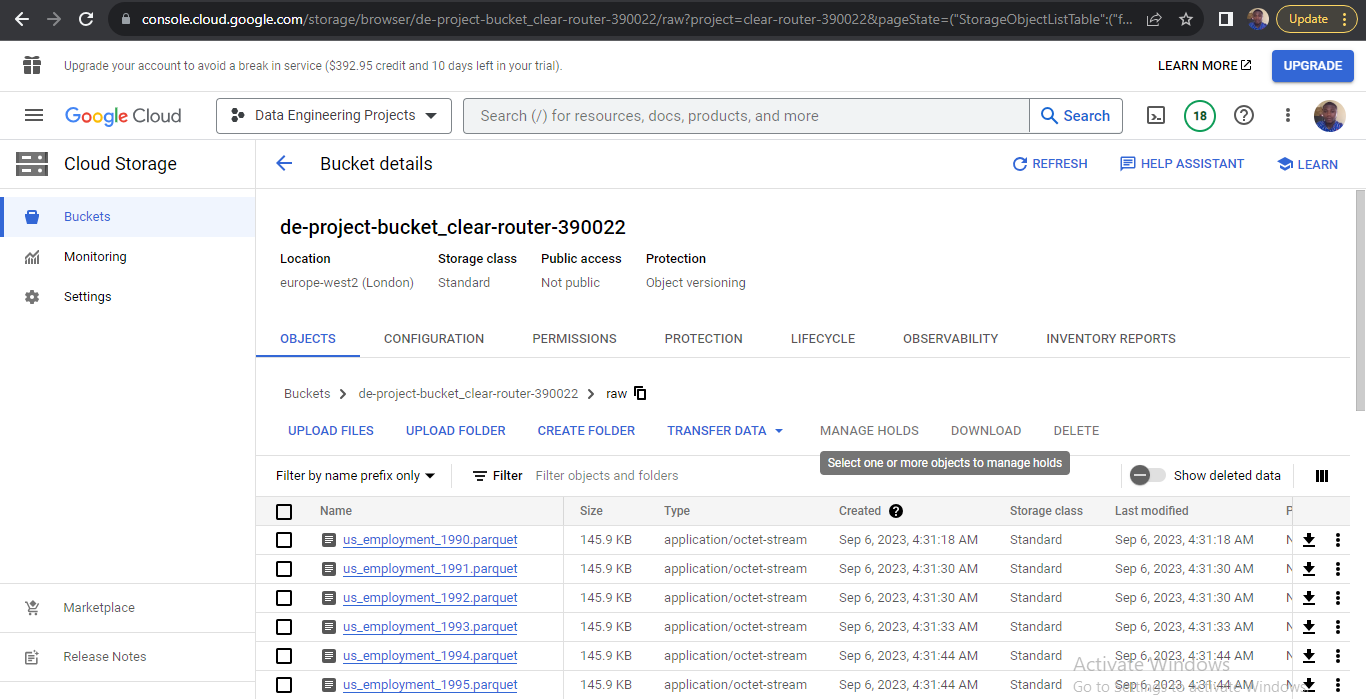 console.cloud.google.com/storage/browser/de-project-bucket_clear-router-390022/raw?project=clear-router-390022&pageState=("StorageObjectListTable":("f... Update
Upgrade your account to avoid a break in service ($392.95 credit and 10 days left in your trial). LEARN MORE UPGRADE
Google Cloud Data Engineering Projects Search (/) for resources, docs, products, and more Search 18
Cloud Storage Bucket details REFRESH HELP ASSISTANT LEARN
Buckets
Monitoring
Settings
Marketplace
Release Notes
de-project-bucket_clear-router-390022
Location Storage class Public access Protection
europe-west2 (London) Standard Not public Object versioning
OBJECTS CONFIGURATION PERMISSIONS PROTECTION LIFECYCLE OBSERVABILITY INVENTORY REPORTS
Buckets > de-project-bucket_clear-router-390022 > raw
UPLOAD FILES UPLOAD FOLDER CREATE FOLDER TRANSFER DATA MANAGE HOLDS DOWNLOAD DELETE
Select one or more objects to manage holds
Filter by name prefix only Filter Filter objects and folders Show deleted data
Name Size Type Created Storage class Last modified
us_employment_1990.parquet 145.9 KB application/octet-stream Sep 6, 2023, 4:31:18 AM Standard Sep 6, 2023, 4:31:18 AM
us_employment_1991.parquet 145.9 KB application/octet-stream Sep 6, 2023, 4:31:30 AM Standard Sep 6, 2023, 4:31:30 AM
us_employment_1992.parquet 145.9 KB application/octet-stream Sep 6, 2023, 4:31:30 AM Standard Sep 6, 2023, 4:31:30 AM
us_employment_1993.parquet 145.9 KB application/octet-stream Sep 6, 2023, 4:31:33 AM Standard Sep 6, 2023, 4:31:33 AM
us_employment_1994.parquet 145.9 KB application/octet-stream Sep 6, 2023, 4:31:44 AM Standard Sep 6, 2023, 4:31:44 AM
us_employment_1995.parquet 145.9 KB application/octet-stream Sep 6, 2023, 4:31:44 AM Standard Sep 6, 2023, 4:31:44 AM
Activate Windows
Go to Settings to activate Windows.